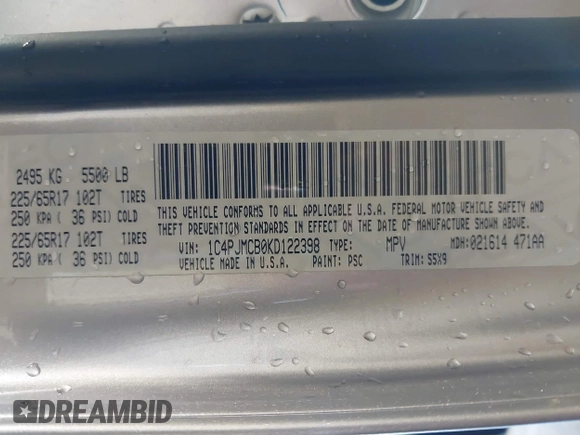 2495 KG 5500 LB
225/65R17 102T TIRES
250 KPA ( 36 PSI) COLD
225/65R17 102T TIRES
250 KPA ( 36 PSI) COLD
THIS VEHICLE CONFORMS TO ALL APPLICABLE U.S.A. FEDERAL MOTOR VEHICLE SAFETY AND
THEFT PREVENTION STANDARDS IN EFFECT ON THE DATE OF MANUFACTURE SHOWN ABOVE.
VIN: 1C4PJMCB0KD122398 TYPE: MPV MDH:021614 471AA
VEHICLE MADE IN U.S.A. PAINT: PSC TRIM: S5X9
DREAMBID